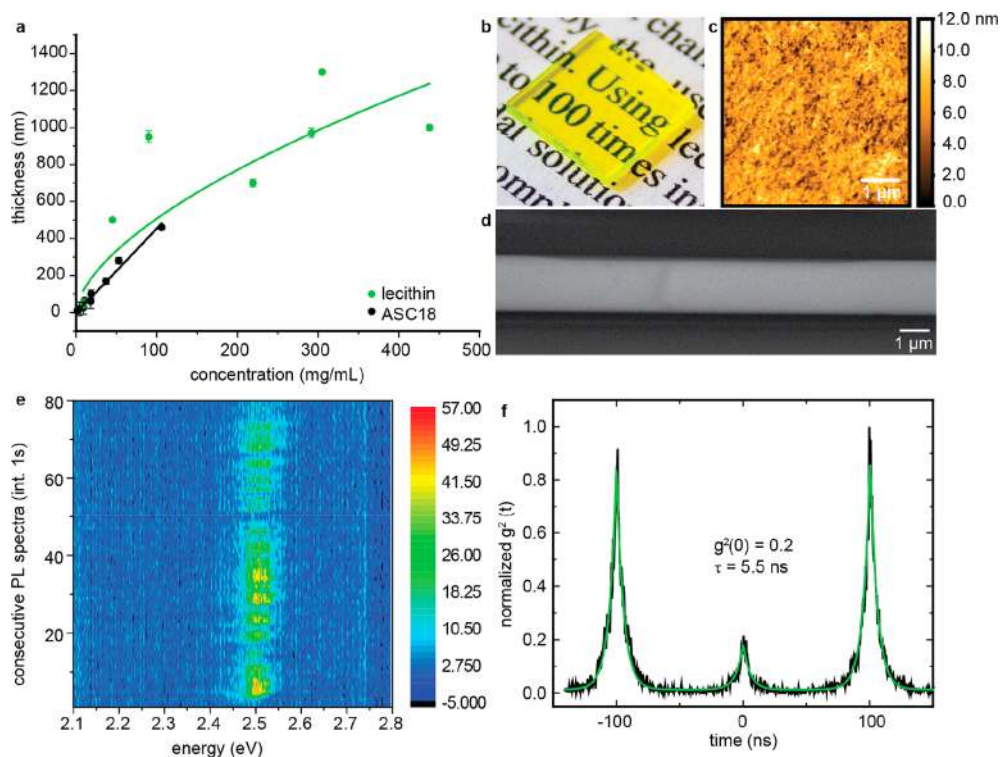 a
thickness (nm)
1400
1200
1000
800
600
400
200
0
0
100
200
300
400
500
concentration (mg/mL)
lecithin
ASC18
b
Using
100 times
c
12.0 nm
10.0
8.0
6.0
4.0
2.0
0.0
1 µm
d
1 µm
e
consecutive PL spectra (int. 1s)
80
60
40
20
2.1
2.2
2.3
2.4
2.5
2.6
2.7
2.8
energy (eV)
57.00
49.25
41.50
33.75
26.00
18.25
10.50
2.750
-5.000
f
normalized g² (t)
1.0
0.8
0.6
0.4
0.2
0.0
-100
0
100
time (ns)
g²(0) = 0.2
τ = 5.5 ns